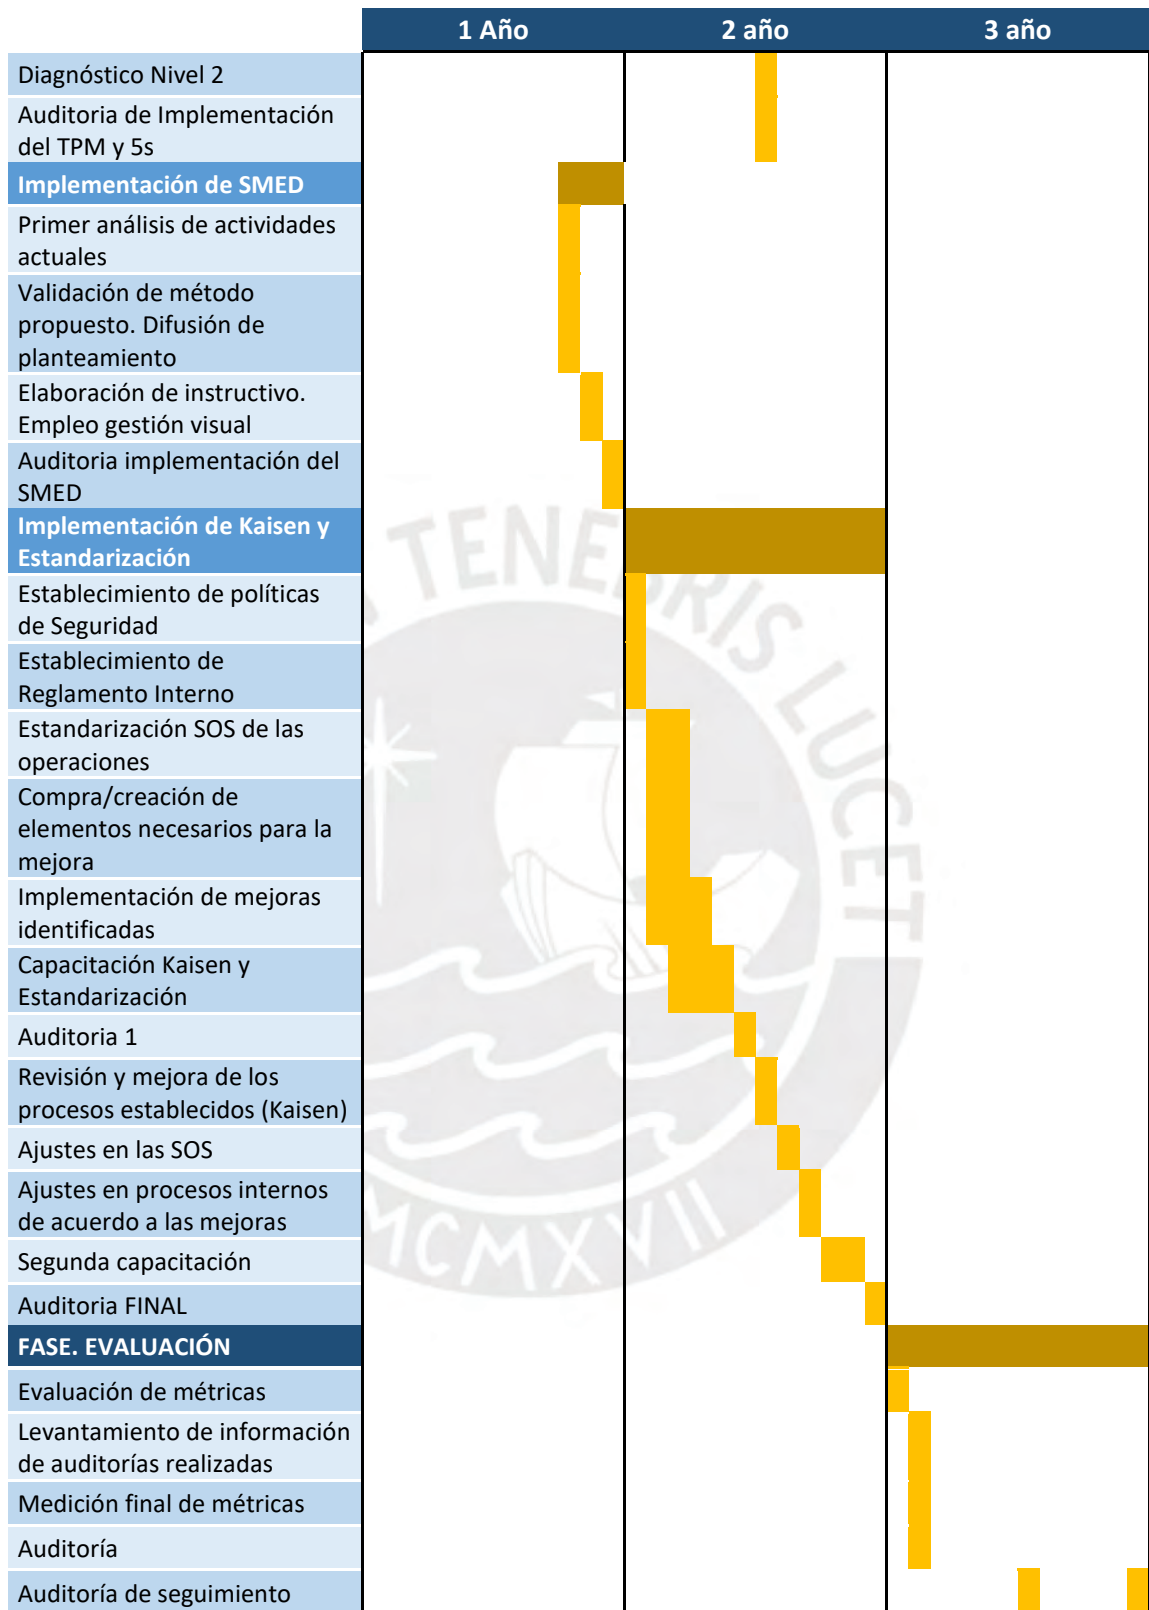 1 Año 2 año 3 año
Diagnóstico Nivel 2
Auditoria de Implementación
del TPM y 5s
Implementación de SMED
Primer análisis de actividades
actuales
Validación de método
propuesto. Difusión de
planteamiento
Elaboración de instructivo.
Empleo gestión visual
Auditoria implementación del
SMED
Implementación de Kaisen y
Estandarización
Establecimiento de políticas
de Seguridad
Establecimiento de
Reglamento Interno
Estandarización SOS de las
operaciones
Compra/creación de
elementos necesarios para la
mejora
Implementación de mejoras
identificadas
Capacitación Kaisen y
Estandarización
Auditoria 1
Revisión y mejora de los
procesos establecidos (Kaisen)
Ajustes en las SOS
Ajustes en procesos internos
de acuerdo a las mejoras
Segunda capacitación
Auditoria FINAL
FASE. EVALUACIÓN
Evaluación de métricas
Levantamiento de información
de auditorías realizadas
Medición final de métricas
Auditoría
Auditoría de seguimiento
TENEBRIS LUCET
MCMXVII